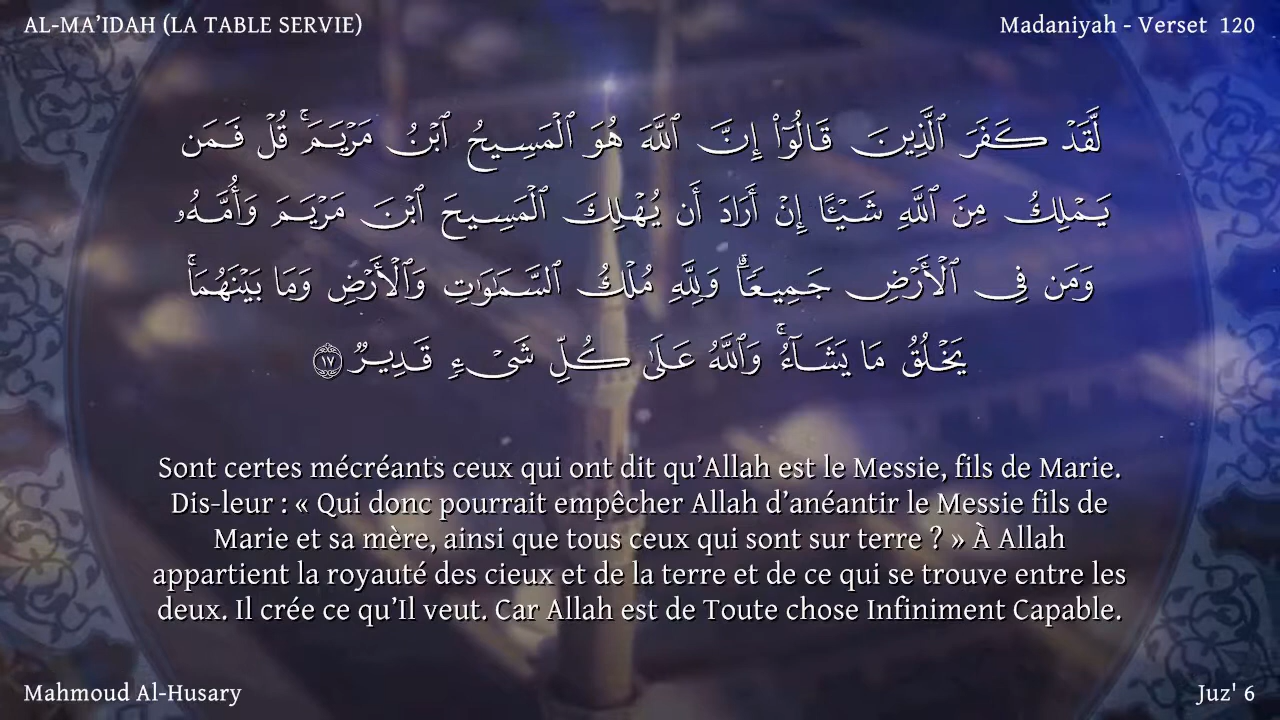 AL-MA’IDAH (LA TABLE SERVIE)
Madaniyah - Verset 120
لَّقَدْ كَفَرَ ٱلَّذِينَ قَالُوٓا۟ إِنَّ ٱللَّهَ هُوَ ٱلْمَسِيحُ ٱبْنُ مَرْيَمَ ۚ قُلْ فَمَن
يَمْلِكُ مِنَ ٱللَّهِ شَيْـًٔا إِنْ أَرَادَ أَن يُهْلِكَ ٱلْمَسِيحَ ٱبْنَ مَرْيَمَ وَأُمَّهُۥ
وَمَن فِى ٱلْأَرْضِ جَمِيعًا ۗ وَلِلَّهِ مُلْكُ ٱلسَّمَـٰوَٰتِ وَٱلْأَرْضِ وَمَا بَيْنَهُمَا ۚ
يَخْلُقُ مَا يَشَآءُ ۚ وَٱللَّهُ عَلَىٰ كُلِّ شَىْءٍ قَدِيرٌ ١٧
Sont certes mécréants ceux qui ont dit qu’Allah est le Messie, fils de Marie.
Dis-leur : « Qui donc pourrait empêcher Allah d’anéantir le Messie fils de
Marie et sa mère, ainsi que tous ceux qui sont sur terre ? » À Allah
appartient la royauté des cieux et de la terre et de ce qui se trouve entre les
deux. Il crée ce qu’Il veut. Car Allah est de Toute chose Infiniment Capable.
Mahmoud Al-Husary
Juz' 6